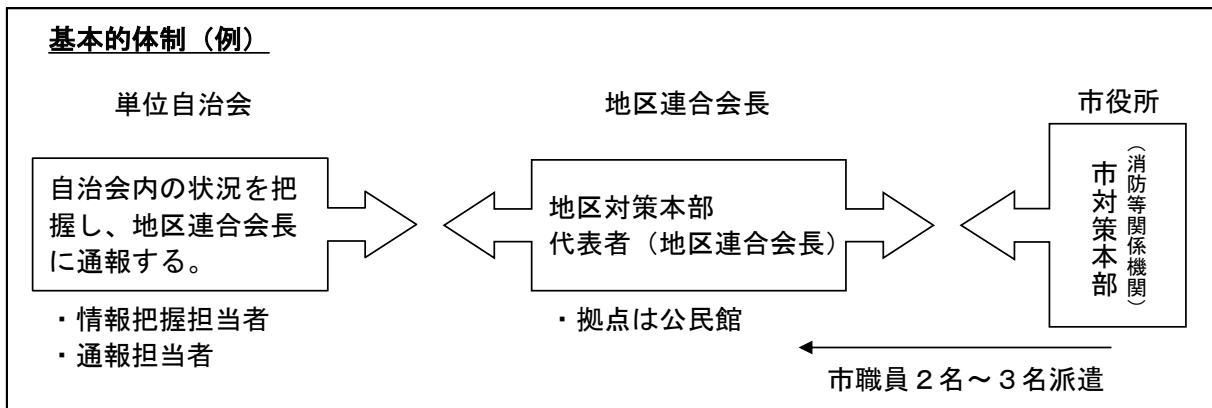 基本的体制（例）
単位自治会
地区連合会長
市役所
自治会内の状況を把
握し、地区連合会長
に通報する。
地区対策本部
代表者（地区連合会長）
市対策本部
（消防等関係機関）
・情報把握担当者
・通報担当者
・拠点は公民館
市職員２名～３名派遣